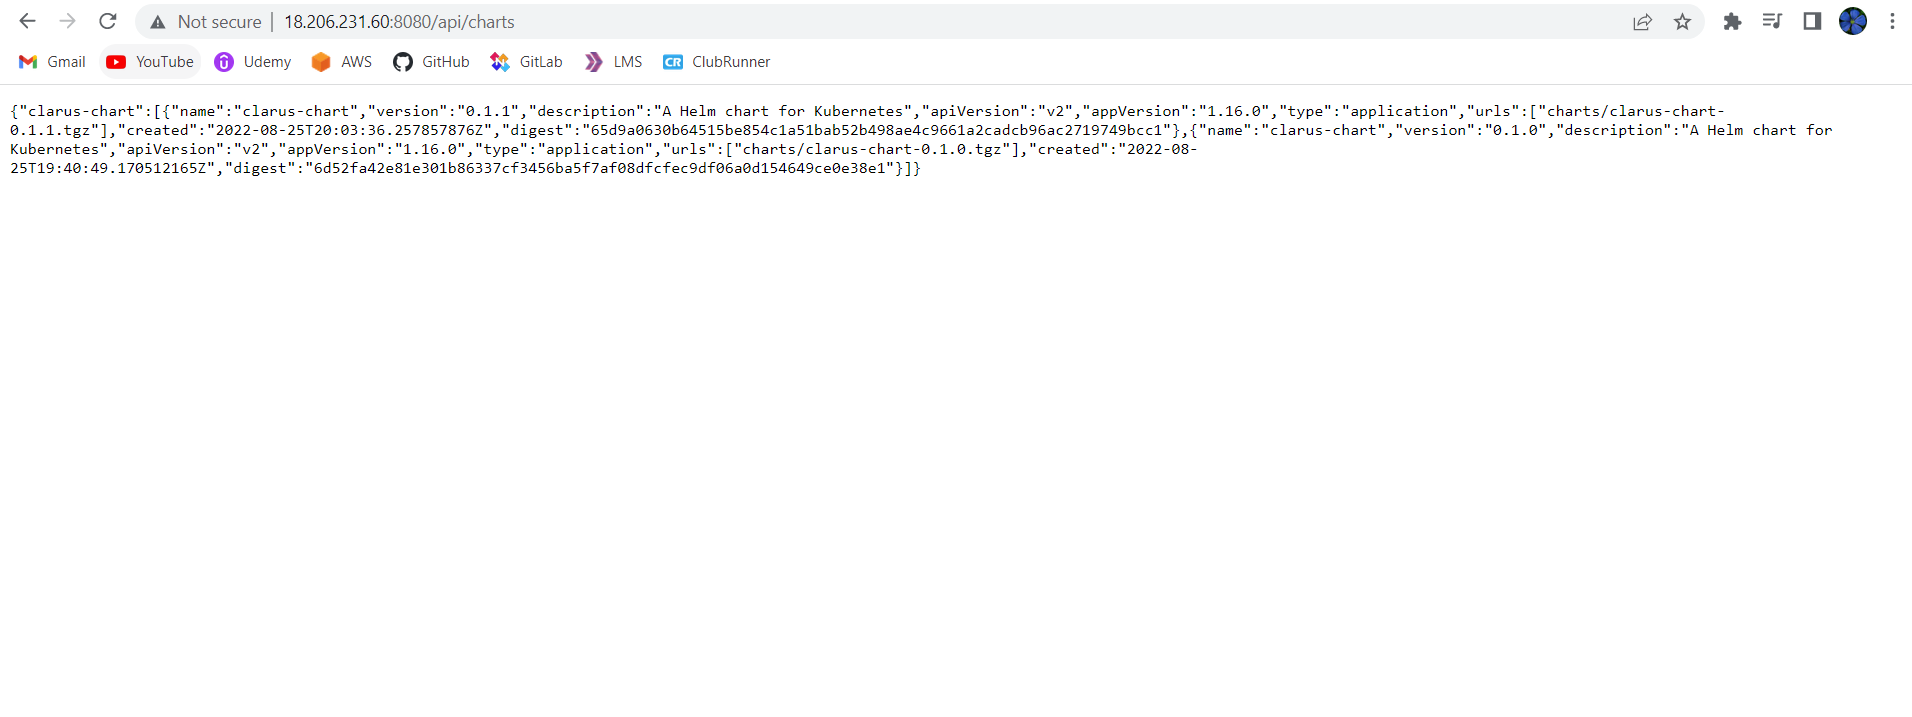 Not secure | 18.206.231.60:8080/api/charts
Gmail YouTube Udemy AWS GitHub GitLab LMS CR ClubRunner
{"clarus-chart":[{"name":"clarus-chart","version":"0.1.1","description":"A Helm chart for Kubernetes","apiVersion":"v2","appVersion":"1.16.0","type":"application","urls":["charts/clarus-chart-
0.1.1.tgz"],"created":"2022-08-25T20:03:36.257857876Z","digest":"65d9a0630b64515be854c1a51bab52b498ae4c9661a2cadcb96ac2719749bcc1"},{"name":"clarus-chart","version":"0.1.0","description":"A Helm chart for
Kubernetes","apiVersion":"v2","appVersion":"1.16.0","type":"application","urls":["charts/clarus-chart-0.1.0.tgz"],"created":"2022-08-
25T19:40:49.170512165Z","digest":"6d52fa42e81e301b86337cf3456ba5f7af08dfcfec9df06a0d154649ce0e38e1"}]}